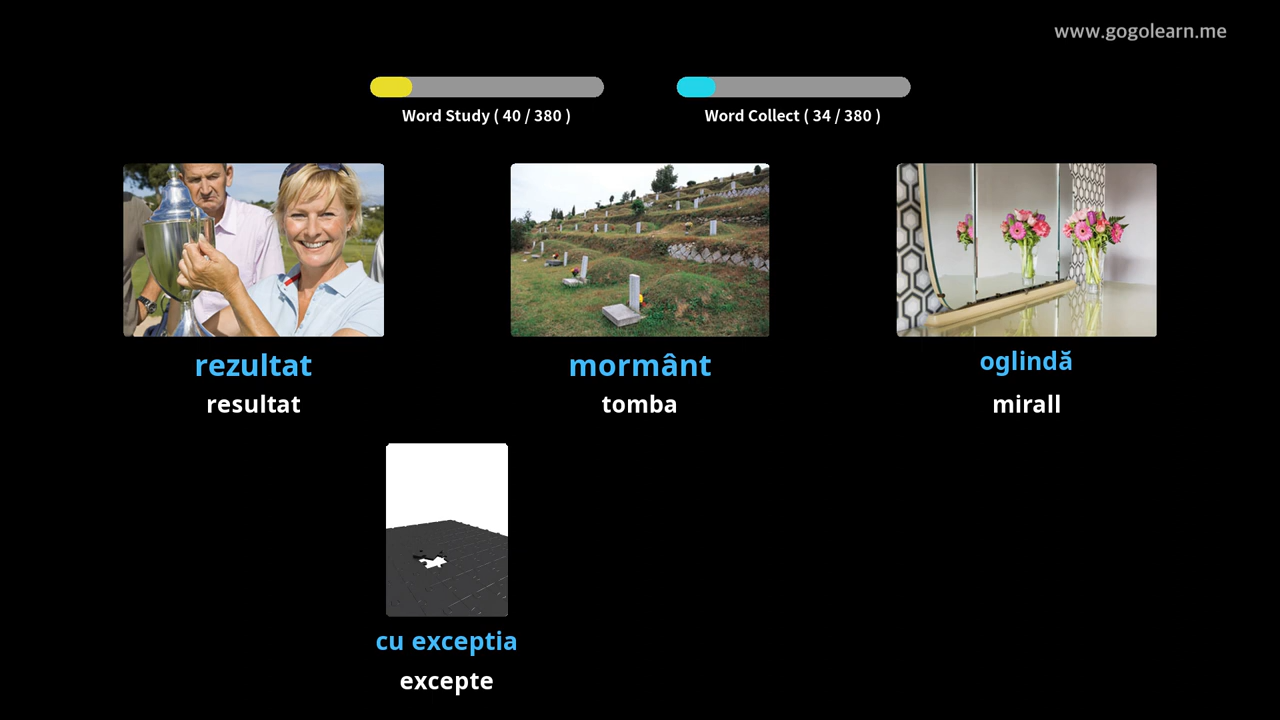 www.gogolearn.me
Word Study ( 40 / 380 )
Word Collect ( 34 / 380 )
rezultat
resultat
mormânt
tomba
oglindă
mirall
cu exceptia
excepte